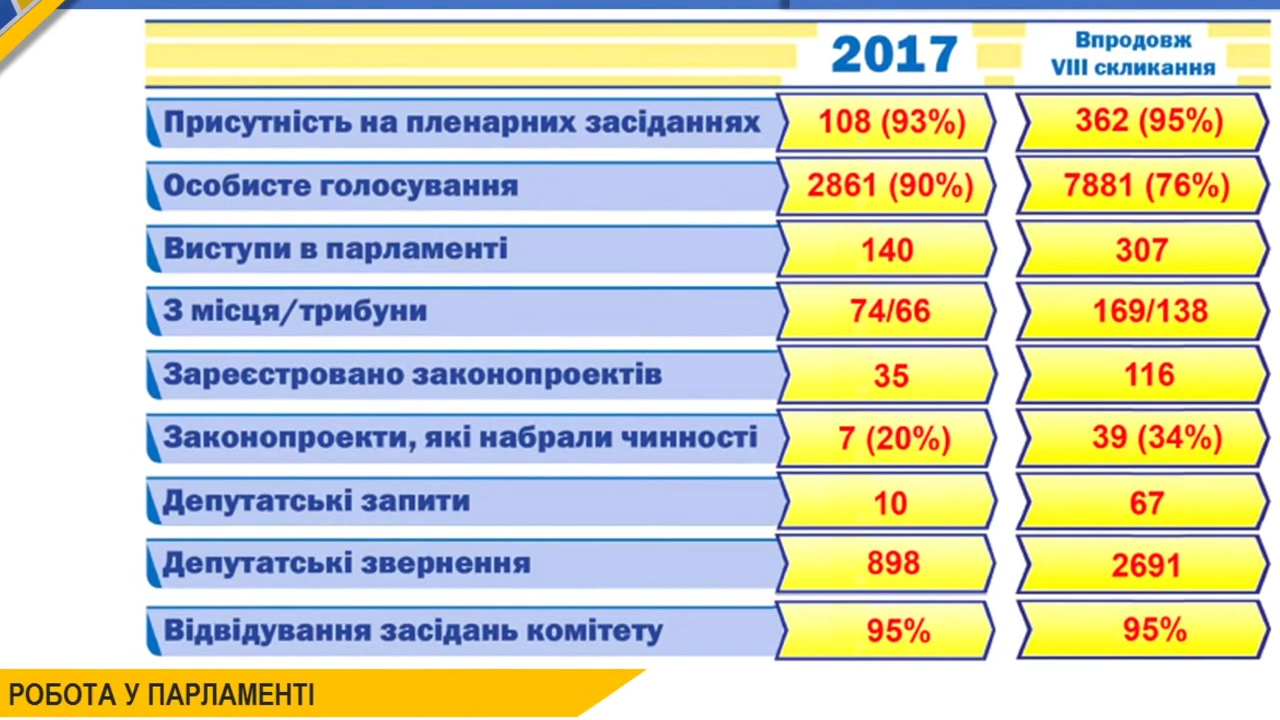 2017
Впродовж
VIII скликання
Присутність на пленарних засіданнях 108 (93%) 362 (95%)
Особисте голосування 2861 (90%) 7881 (76%)
Виступи в парламенті 140 307
З місця/трибуни 74/66 169/138
Зареєстровано законопроектів 35 116
Законопроекти, які набрали чинності 7 (20%) 39 (34%)
Депутатські запити 10 67
Депутатські звернення 898 2691
Відвідування засідань комітету 95% 95%
РОБОТА У ПАРЛАМЕНТІ